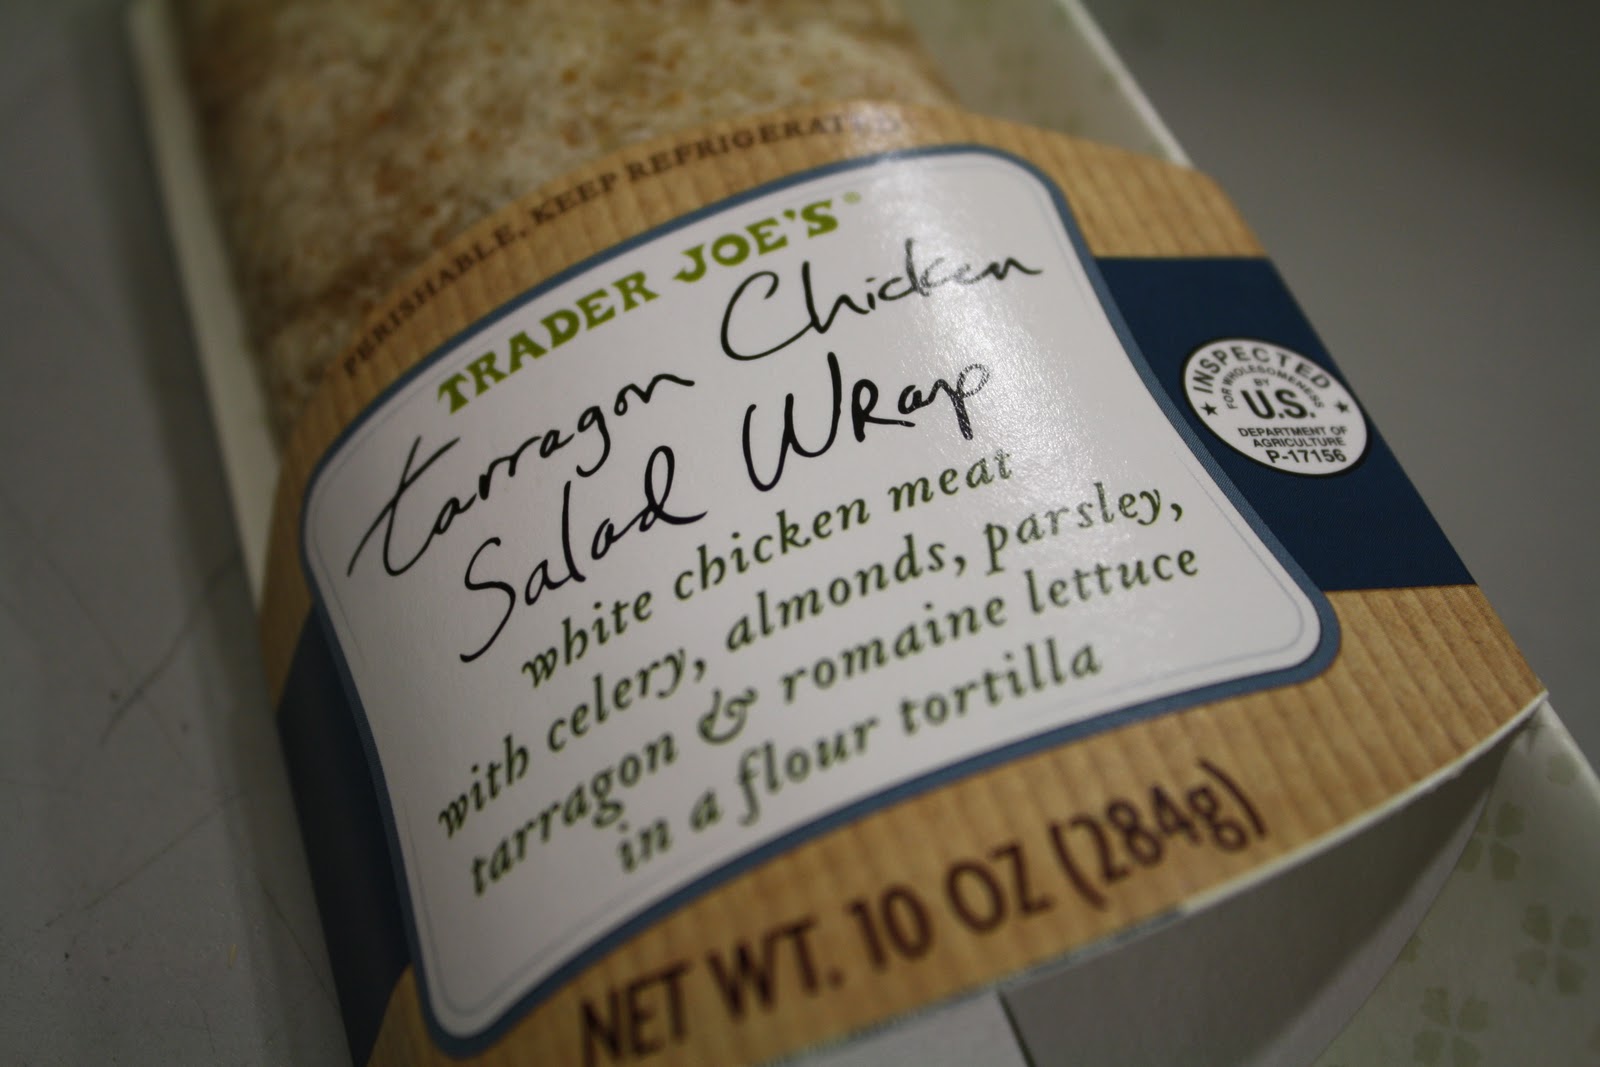 PERISHABLE, KEEP REFRIGERATED
TRADER JOE'S®
tarragon Chicken
Salad Wrap
white chicken meat
with celery, almonds, parsley,
tarragon & romaine lettuce
in a flour tortilla
NET WT. 10 OZ (284g)
INSPECTED
FOR WHOLESOMENESS
BY
U.S.
DEPARTMENT OF
AGRICULTURE
P-17156